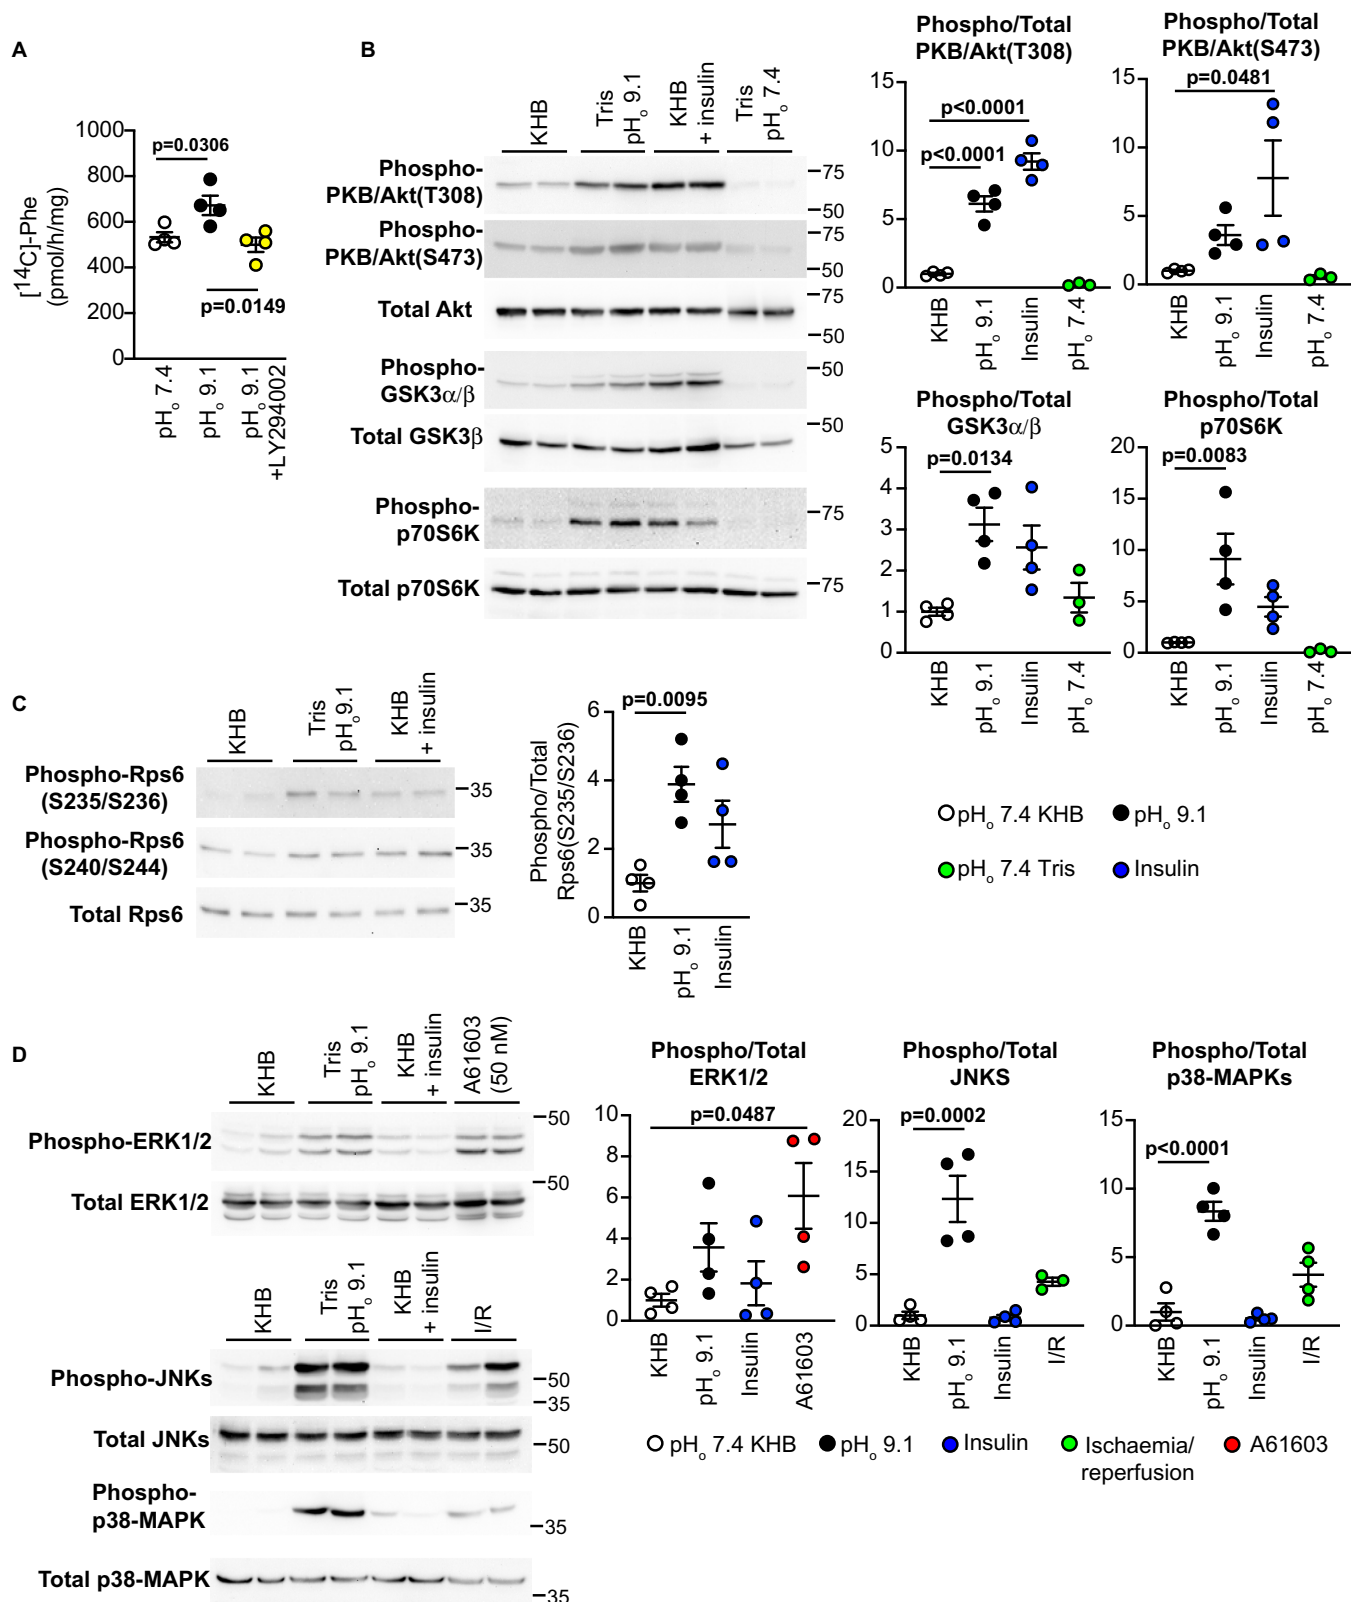 A
1000
800
600
400
200
0
[14C]-Phe
(pmol/h/mg)
p=0.0306
p=0.0149
pHo 7.4
pHo 9.1
pHo 9.1
+LY294002
B
KHB
Tris
pHo 9.1
KHB
+ insulin
Tris
pHo 7.4
Phospho-
PKB/Akt(T308)
75
50
Phospho-
PKB/Akt(S473)
75
50
Total Akt
75
50
Phospho-
GSK3α/β
50
Total GSK3β
50
Phospho-
p70S6K
75
Total p70S6K
75
Phospho/Total
PKB/Akt(T308)
15
10
5
0
p<0.0001
p<0.0001
KHB
pHo 9.1
Insulin
pHo 7.4
Phospho/Total
PKB/Akt(S473)
15
10
5
0
p=0.0481
KHB
pHo 9.1
Insulin
pHo 7.4
Phospho/Total
GSK3α/β
5
4
3
2
1
0
p=0.0134
KHB
pHo 9.1
Insulin
pHo 7.4
Phospho/Total
p70S6K
20
15
10
5
0
p=0.0083
KHB
pHo 9.1
Insulin
pHo 7.4
pHo 7.4 KHB
pHo 9.1
pHo 7.4 Tris
Insulin
C
KHB
Tris
pHo 9.1
KHB
+ insulin
Phospho-Rps6
(S235/S236)
35
Phospho-Rps6
(S240/S244)
35
Total Rps6
35
Phospho/Total
Rps6(S235/S236)
6
4
2
0
p=0.0095
KHB
pHo 9.1
Insulin
D
KHB
Tris
pHo 9.1
KHB
+ insulin
A61603
(50 nM)
Phospho-ERK1/2
50
Total ERK1/2
50
KHB
Tris
pHo 9.1
KHB
+ insulin
I/R
Phospho-JNKs
50
35
Total JNKs
50
Phospho-
p38-MAPK
35
Total p38-MAPK
35
Phospho/Total
ERK1/2
10
8
6
4
2
0
p=0.0487
KHB
pHo 9.1
Insulin
A61603
Phospho/Total
JNKS
20
15
10
5
0
p=0.0002
KHB
pHo 9.1
Insulin
I/R
Phospho/Total
p38-MAPKs
15
10
5
0
p<0.0001
KHB
pHo 9.1
Insulin
I/R
pHo 7.4 KHB
pHo 9.1
Insulin
Ischaemia/
reperfusion
A61603